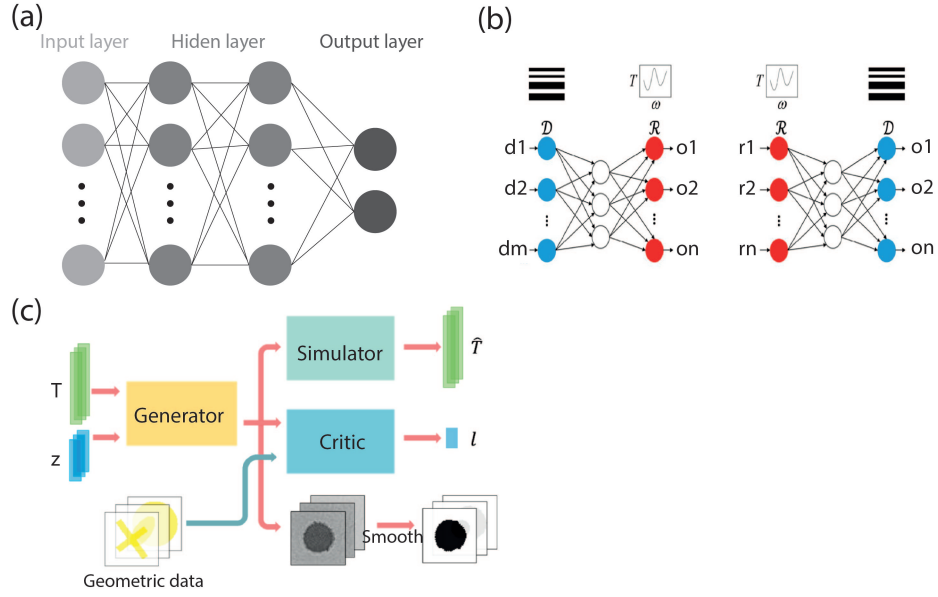 (a)
Input layer Hiden layer Output layer
(b)
T
ω
𝒟 ℛ
d1 o1
d2 o2
dm on
T
ω
ℛ 𝒟
r1 o1
r2 o2
rn on
(c)
T
z
Generator
Simulator
T̂
Critic
l
Geometric data
Smooth